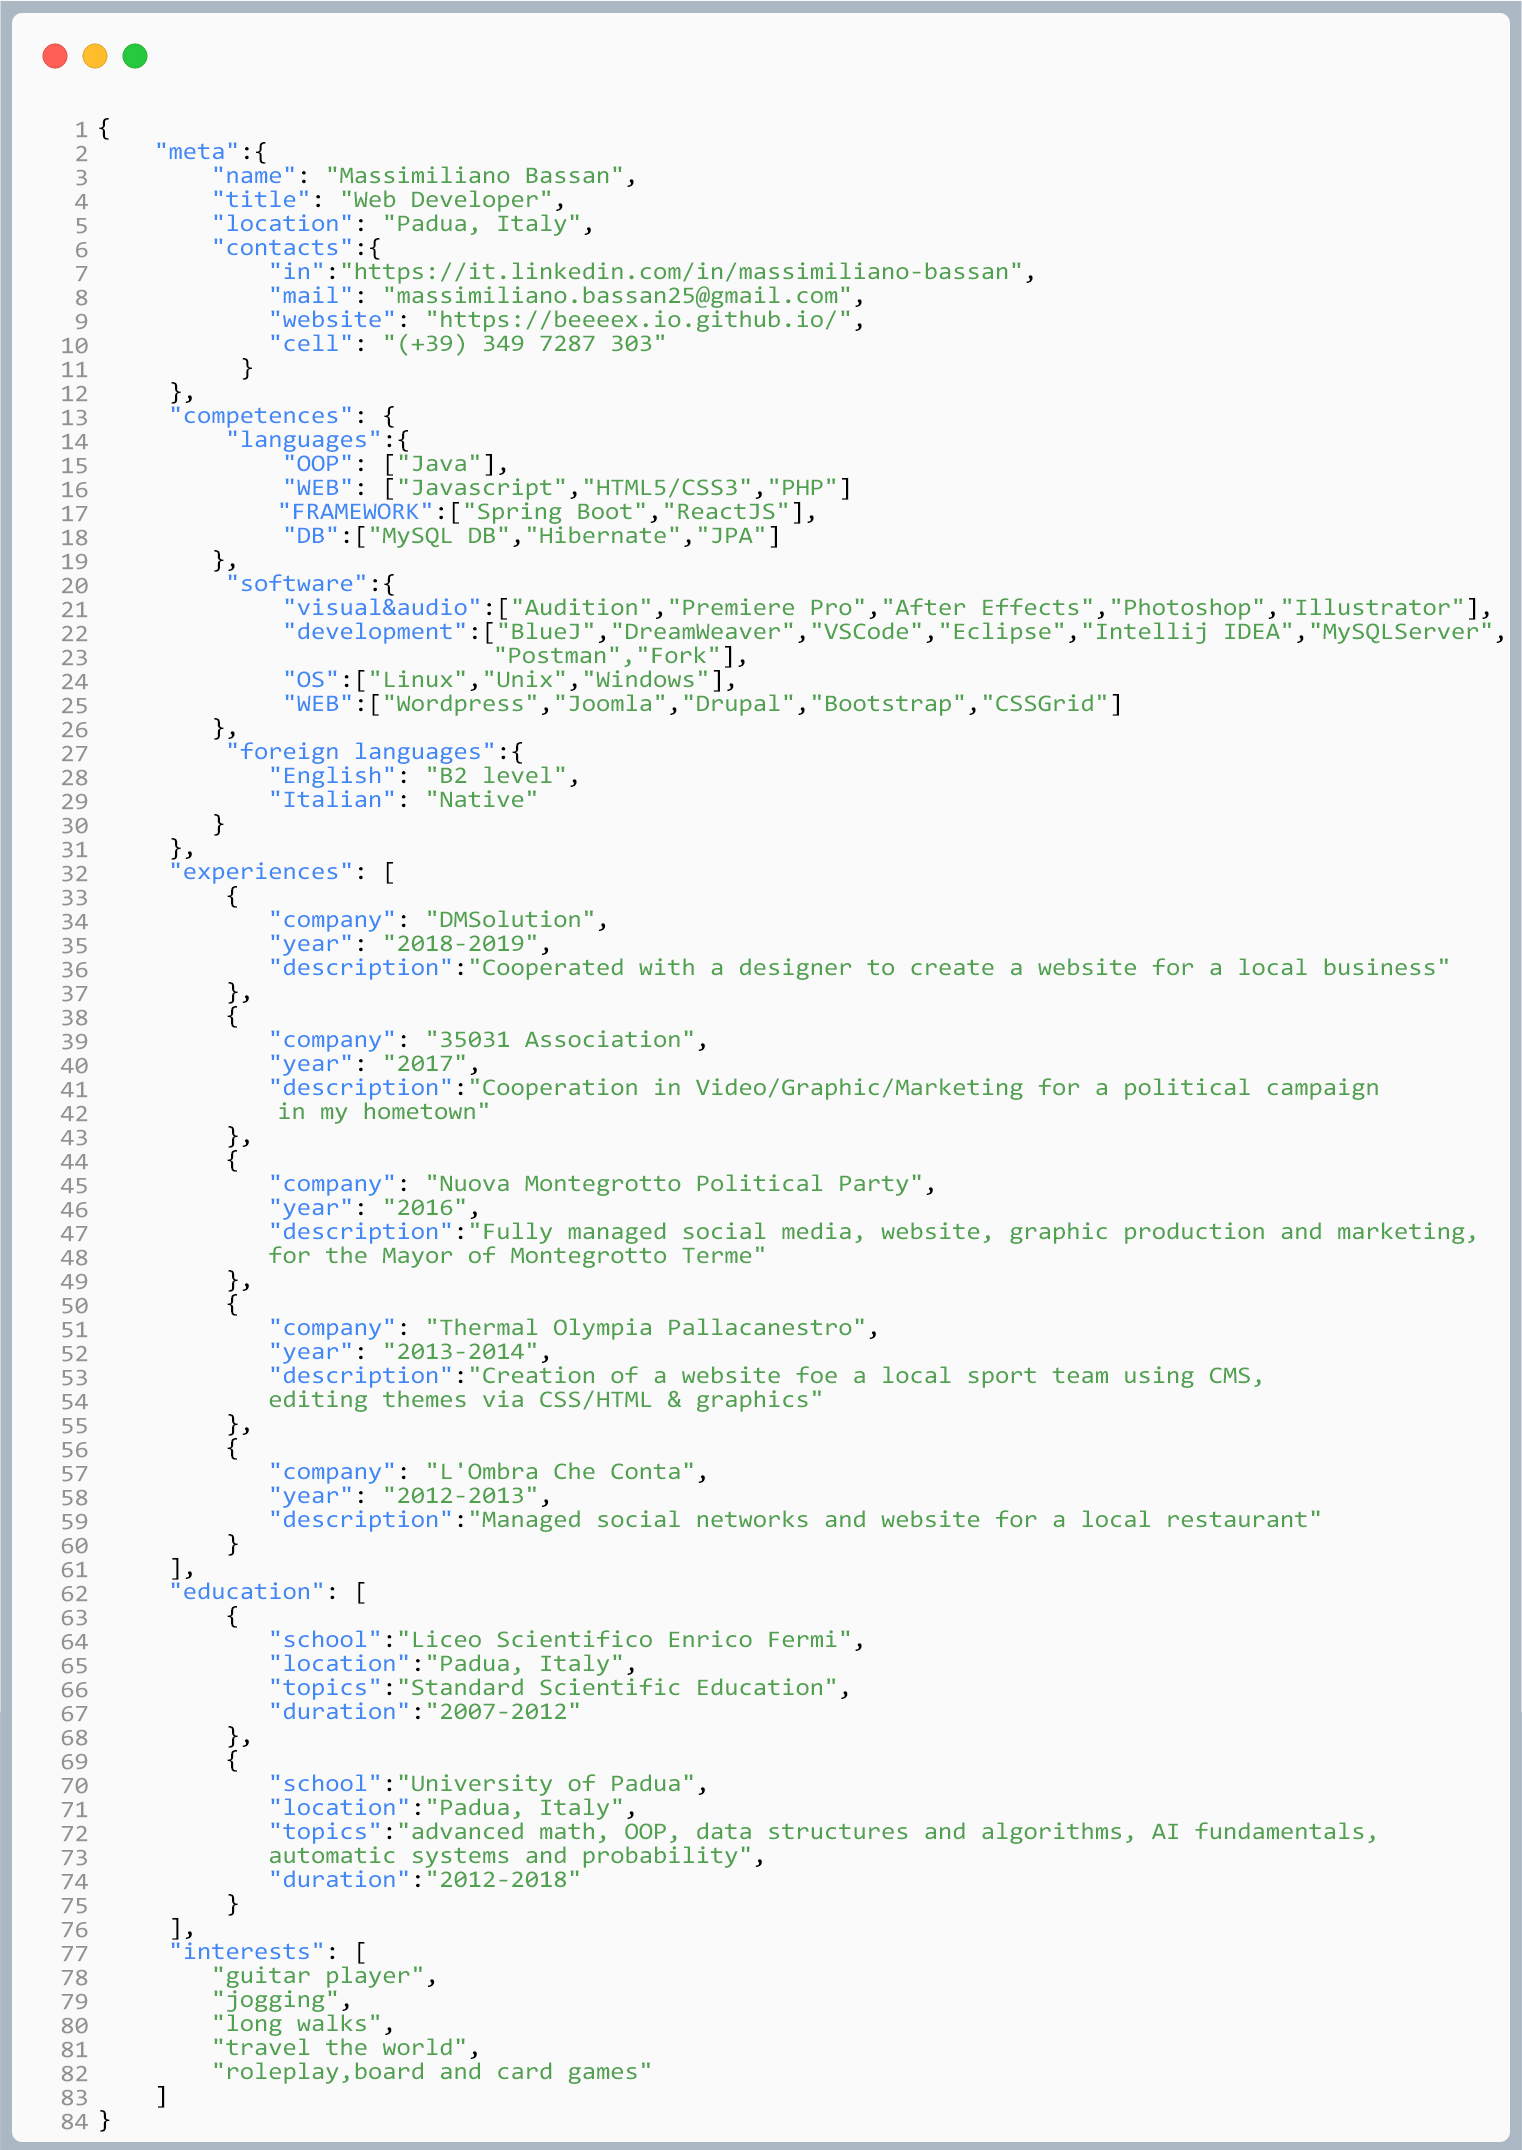 1 {
2 "meta":{
3 "name": "Massimiliano Bassan",
4 "title": "Web Developer",
5 "location": "Padua, Italy",
6 "contacts":{
7 "in":"https://it.linkedin.com/in/massimiliano-bassan",
8 "mail": "massimiliano.bassan25@gmail.com",
9 "website": "https://beeeex.io.github.io/",
10 "cell": "(+39) 349 7287 303"
11 }
12 },
13 "competences": {
14 "languages":{
15 "OOP": ["Java"],
16 "WEB": ["Javascript","HTML5/CSS3","PHP"]
17 "FRAMEWORK":["Spring Boot","ReactJS"],
18 "DB":["MySQL DB","Hibernate","JPA"]
19 },
20 "software":{
21 "visual&audio":["Audition","Premiere Pro","After Effects","Photoshop","Illustrator"],
22 "development":["BlueJ","DreamWeaver","VSCode","Eclipse","Intellij IDEA","MySQLServer",
23 "Postman","Fork"],
24 "OS":["Linux","Unix","Windows"],
25 "WEB":["Wordpress","Joomla","Drupal","Bootstrap","CSSGrid"]
26 },
27 "foreign languages":{
28 "English": "B2 level",
29 "Italian": "Native"
30 }
31 },
32 "experiences": [
33 {
34 "company": "DMSolution",
35 "year": "2018-2019",
36 "description":"Cooperated with a designer to create a website for a local business"
37 },
38 {
39 "company": "35031 Association",
40 "year": "2017",
41 "description":"Cooperation in Video/Graphic/Marketing for a political campaign
42 in my hometown"
43 },
44 {
45 "company": "Nuova Montegrotto Political Party",
46 "year": "2016",
47 "description":"Fully managed social media, website, graphic production and marketing,
48 for the Mayor of Montegrotto Terme"
49 },
50 {
51 "company": "Thermal Olympia Pallacanestro",
52 "year": "2013-2014",
53 "description":"Creation of a website foe a local sport team using CMS,
54 editing themes via CSS/HTML & graphics"
55 },
56 {
57 "company": "L'Ombra Che Conta",
58 "year": "2012-2013",
59 "description":"Managed social networks and website for a local restaurant"
60 }
61 ],
62 "education": [
63 {
64 "school":"Liceo Scientifico Enrico Fermi",
65 "location":"Padua, Italy",
66 "topics":"Standard Scientific Education",
67 "duration":"2007-2012"
68 },
69 {
70 "school":"University of Padua",
71 "location":"Padua, Italy",
72 "topics":"advanced math, OOP, data structures and algorithms, AI fundamentals,
73 automatic systems and probability",
74 "duration":"2012-2018"
75 }
76 ],
77 "interests": [
78 "guitar player",
79 "jogging",
80 "long walks",
81 "travel the world",
82 "roleplay,board and card games"
83 ]
84 }